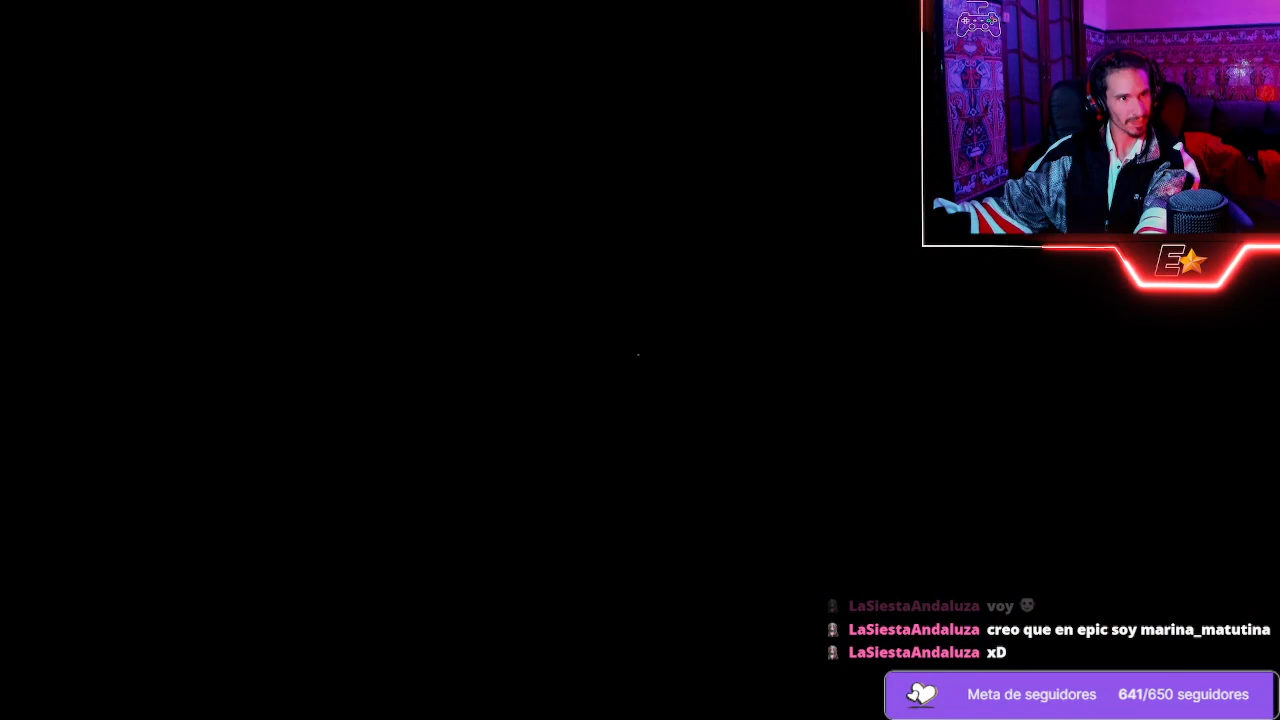 E
LaSiestaAndaluza voy
LaSiestaAndaluza creo que en epic soy marina_matutina
LaSiestaAndaluza xD
Meta de seguidores 641/650 seguidores